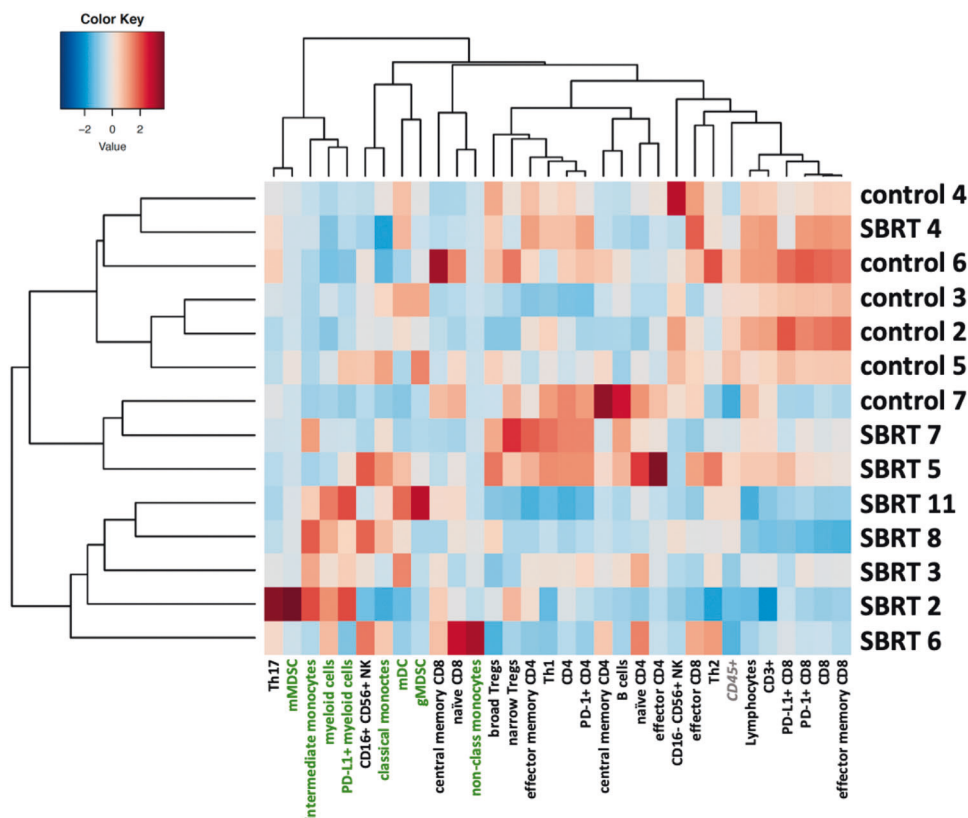 Color Key
−2 0 2
Value
control 4
SBRT 4
control 6
control 3
control 2
control 5
control 7
SBRT 7
SBRT 5
SBRT 11
SBRT 8
SBRT 3
SBRT 2
SBRT 6
Th17
mMDSC
ntermediate monocytes
myeloid cells
PD-L1+ myeloid cells
CD16+ CD56+ NK
classical monoctes
mDC
gMDSC
central memory CD8
naïve CD8
non-class monocytes
broad Tregs
narrow Tregs
effector memory CD4
Th1
CD4
PD-1+ CD4
central memory CD4
B cells
naïve CD4
effector CD4
CD16- CD56+ NK
effector CD8
Th2
CD45+
Lymphocytes
CD3+
PD-L1+ CD8
PD-1+ CD8
CD8
effector memory CD8